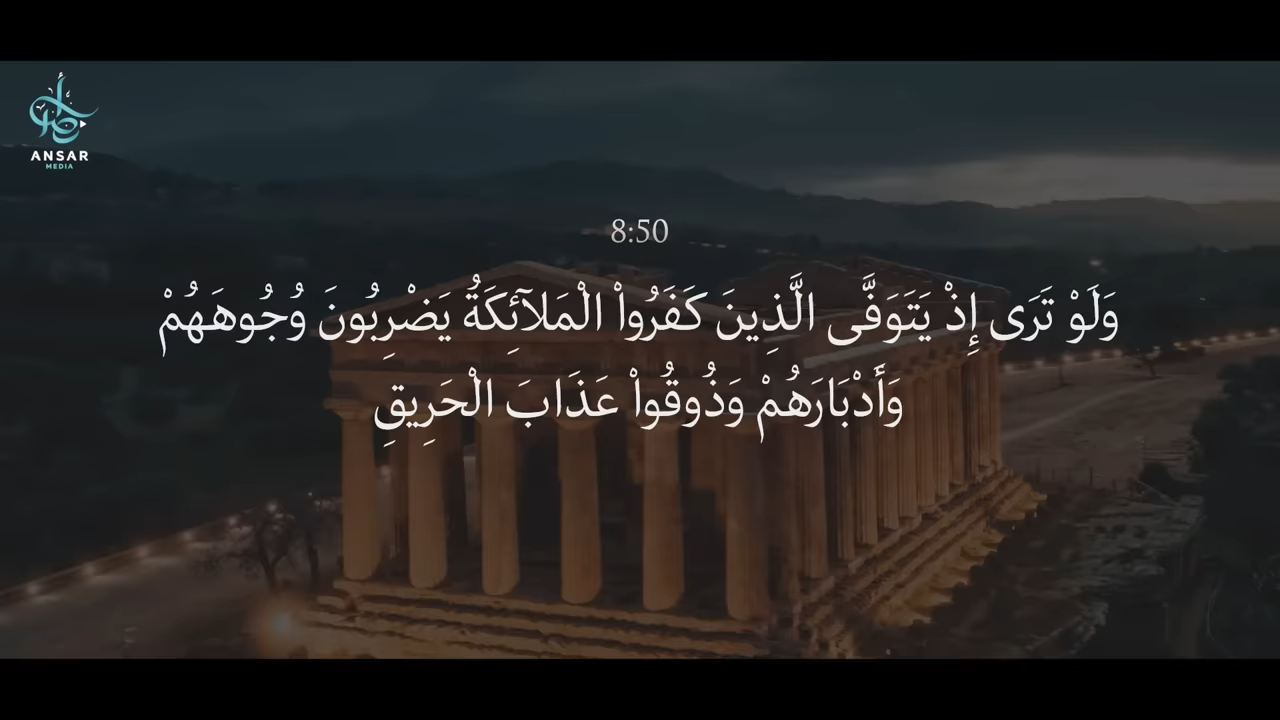 ANSAR
MEDIA
8:50
وَلَوْ تَرَى إِذْ يَتَوَفَّى الَّذِينَ كَفَرُواْ الْمَلآئِكَةُ يَضْرِبُونَ وُجُوهَهُمْ
وَأَدْبَارَهُمْ وَذُوقُواْ عَذَابَ الْحَرِيقِ